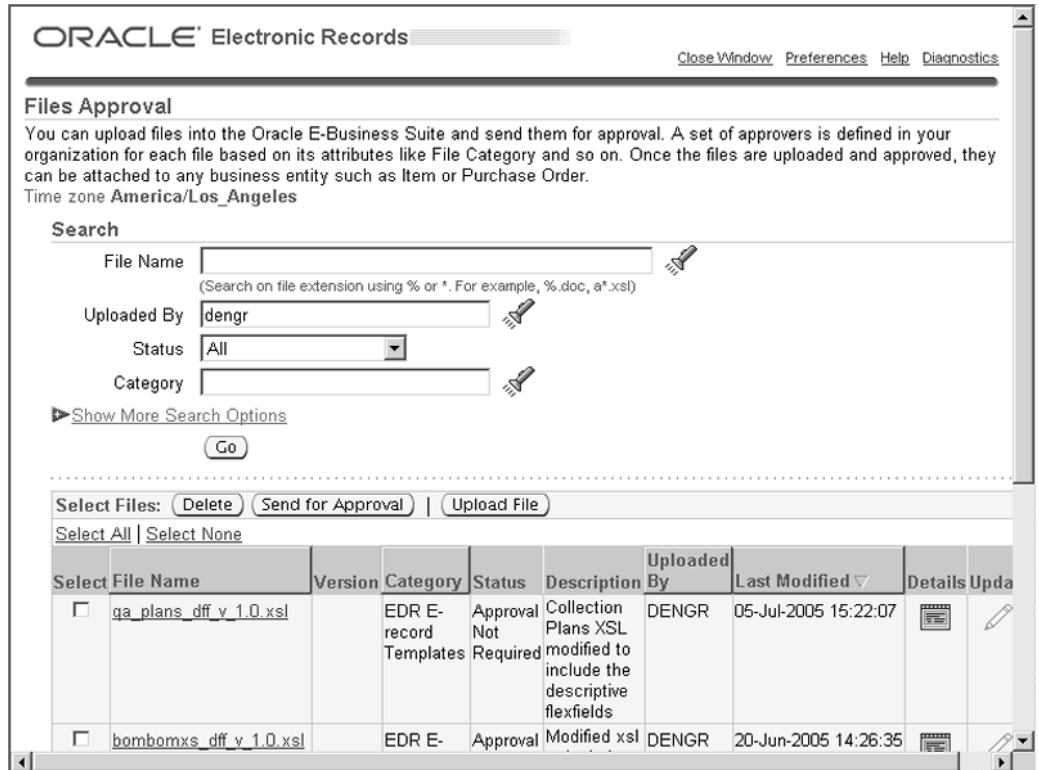 ORACLE Electronic Records
Close Window Preferences Help Diagnostics
Files Approval
You can upload files into the Oracle E-Business Suite and send them for approval. A set of approvers is defined in your
organization for each file based on its attributes like File Category and so on. Once the files are uploaded and approved, they
can be attached to any business entity such as Item or Purchase Order.
Time zone America/Los_Angeles
Search
File Name
(Search on file extension using % or *. For example, %.doc, a*.xsl)
Uploaded By dengr
Status All
Category
Show More Search Options
Go
Select Files: Delete Send for Approval | Upload File
Select All | Select None
Select File Name Version Category Status Description Uploaded By Last Modified Details Upda
qa_plans_dff_v_1.0.xsl EDR E-record Templates Approval Not Required Collection Plans XSL modified to include the descriptive flexfields DENGR 05-Jul-2005 15:22:07
bombomxs_dff_v_1.0.xsl EDR E- Approval Modified xsl DENGR 20-Jun-2005 14:26:35